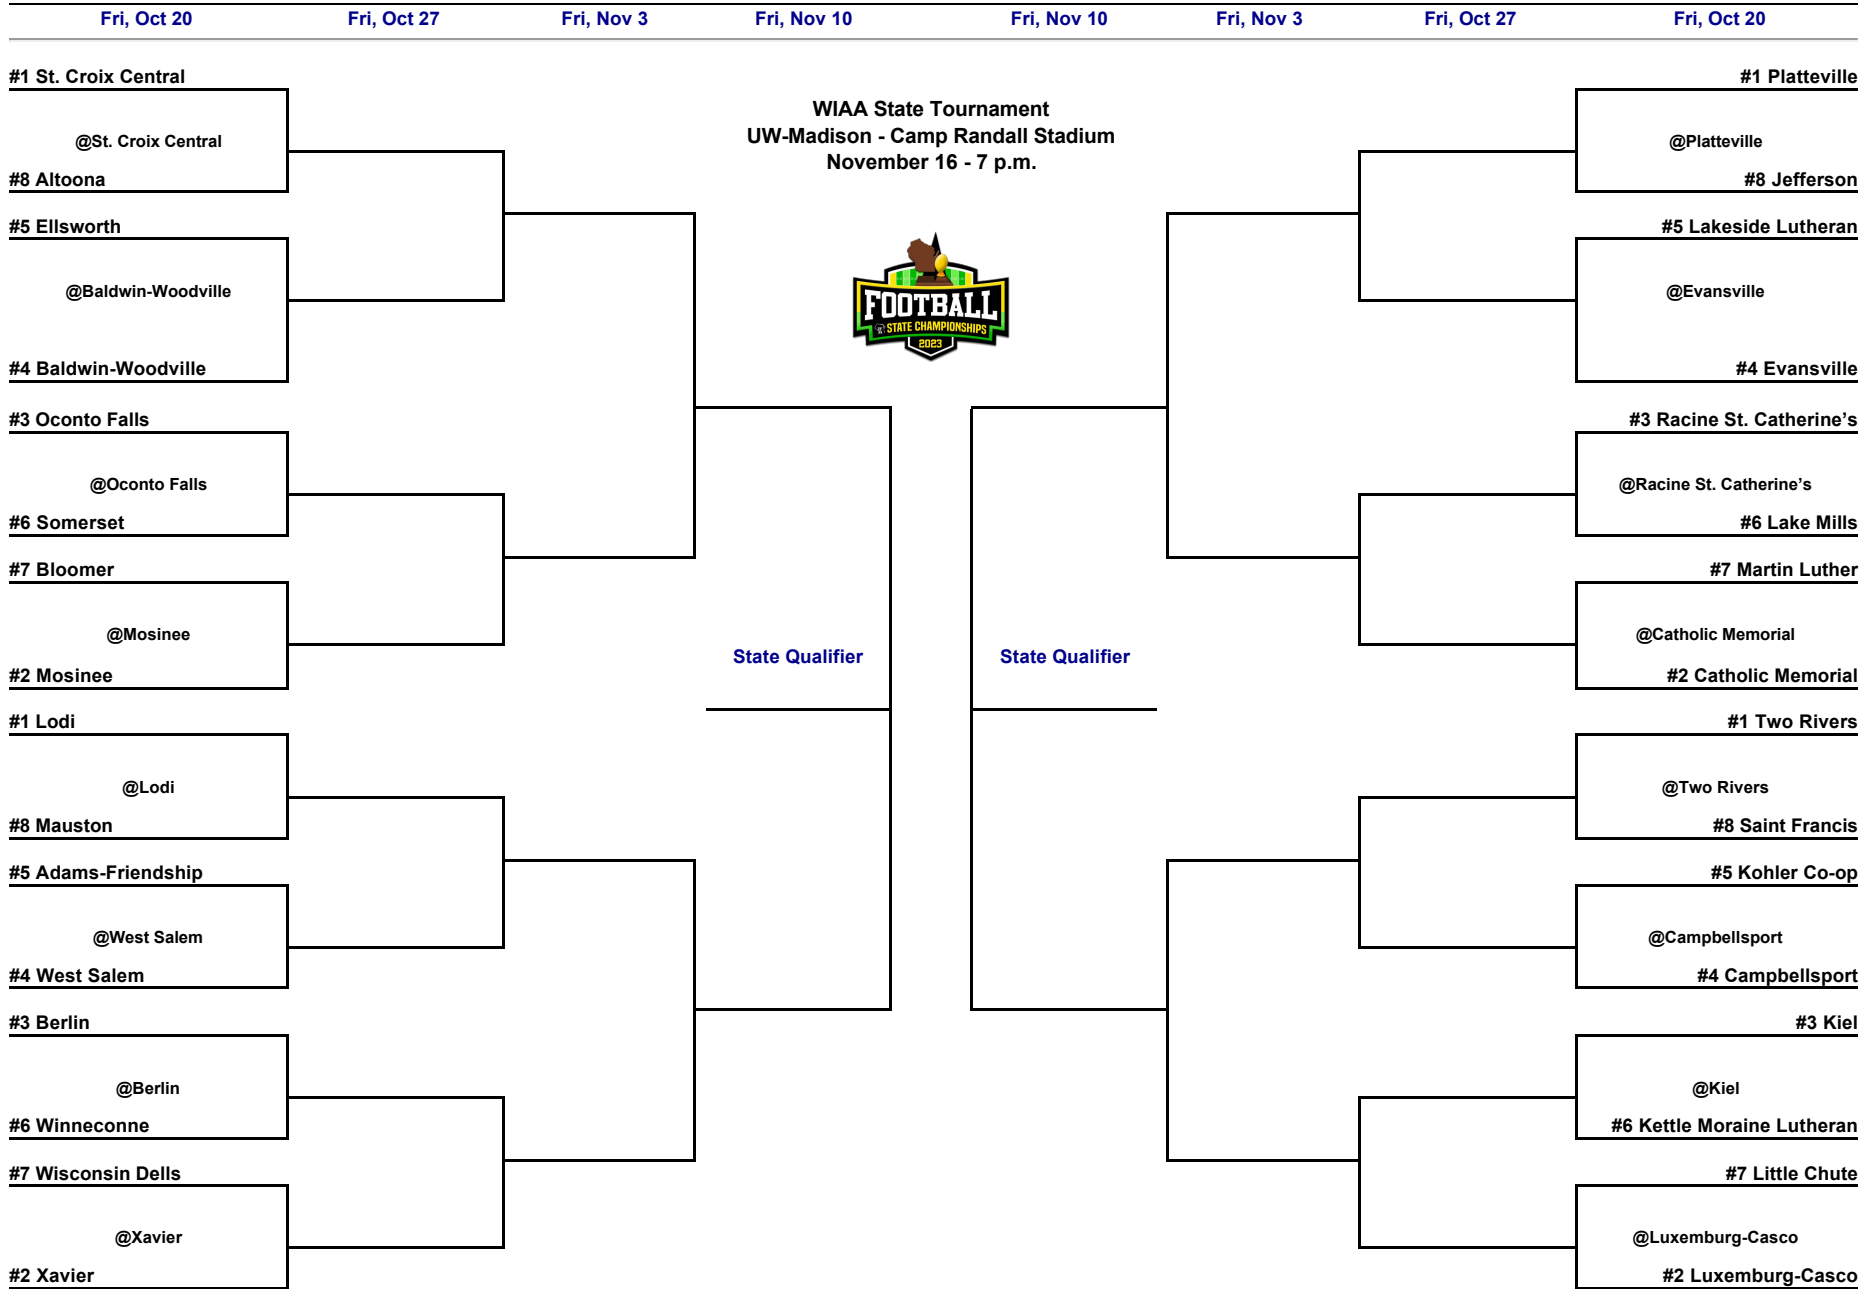 Fri, Oct 20 Fri, Oct 27 Fri, Nov 3 Fri, Nov 10 Fri, Nov 10 Fri, Nov 3 Fri, Oct 27 Fri, Oct 20
#1 St. Croix Central
@St. Croix Central
#8 Altoona
#5 Ellsworth
@Baldwin-Woodville
#4 Baldwin-Woodville
#3 Oconto Falls
@Oconto Falls
#6 Somerset
#7 Bloomer
@Mosinee
#2 Mosinee
#1 Lodi
@Lodi
#8 Mauston
#5 Adams-Friendship
@West Salem
#4 West Salem
#3 Berlin
@Berlin
#6 Winneconne
#7 Wisconsin Dells
@Xavier
#2 Xavier
WIAA State Tournament
UW-Madison - Camp Randall Stadium
November 16 - 7 p.m.
FOOTBALL
STATE CHAMPIONSHIPS
2023
State Qualifier
State Qualifier
#1 Platteville
@Platteville
#8 Jefferson
#5 Lakeside Lutheran
@Evansville
#4 Evansville
#3 Racine St. Catherine’s
@Racine St. Catherine’s
#6 Lake Mills
#7 Martin Luther
@Catholic Memorial
#2 Catholic Memorial
#1 Two Rivers
@Two Rivers
#8 Saint Francis
#5 Kohler Co-op
@Campbellsport
#4 Campbellsport
#3 Kiel
@Kiel
#6 Kettle Moraine Lutheran
#7 Little Chute
@Luxemburg-Casco
#2 Luxemburg-Casco